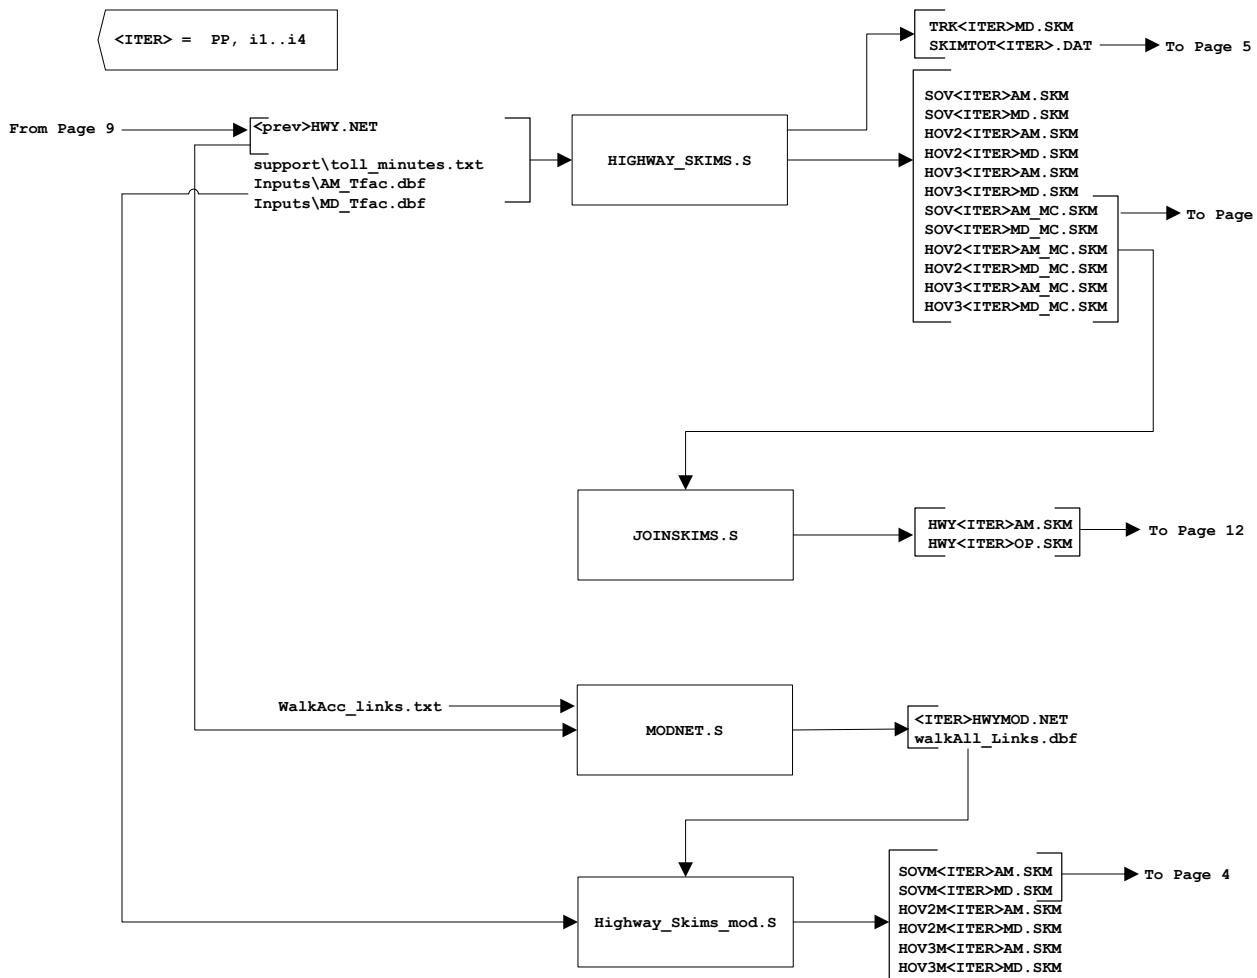 <ITER> = PP, i1..i4
TRK<ITER>MD.SKM
SKIMTOT<ITER>.DAT
To Page 5
From Page 9
<prev>HWY.NET
support\toll_minutes.txt
Inputs\AM_Tfac.dbf
Inputs\MD_Tfac.dbf
HIGHWAY_SKIMS.S
SOV<ITER>AM.SKM
SOV<ITER>MD.SKM
HOV2<ITER>AM.SKM
HOV2<ITER>MD.SKM
HOV3<ITER>AM.SKM
HOV3<ITER>MD.SKM
SOV<ITER>AM_MC.SKM
SOV<ITER>MD_MC.SKM
HOV2<ITER>AM_MC.SKM
HOV2<ITER>MD_MC.SKM
HOV3<ITER>AM_MC.SKM
HOV3<ITER>MD_MC.SKM
To Page
JOINSKIMS.S
HWY<ITER>AM.SKM
HWY<ITER>OP.SKM
To Page 12
WalkAcc_links.txt
MODNET.S
<ITER>HWYMOD.NET
walkAll_Links.dbf
Highway_Skims_mod.S
SOVM<ITER>AM.SKM
SOVM<ITER>MD.SKM
HOV2M<ITER>AM.SKM
HOV2M<ITER>MD.SKM
HOV3M<ITER>AM.SKM
HOV3M<ITER>MD.SKM
To Page 4